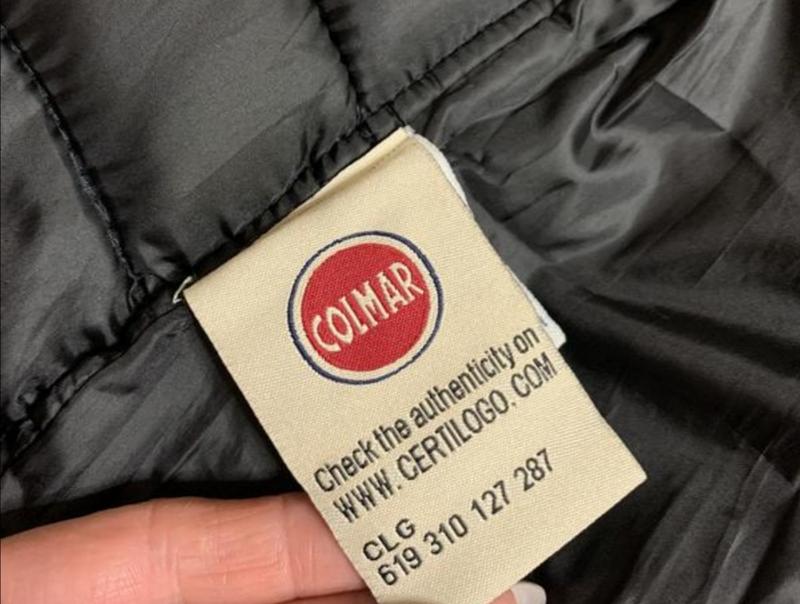 COLMAR
Check the authenticity on
WWW. CERTILOGO. COM
CLG
619 310 127 287